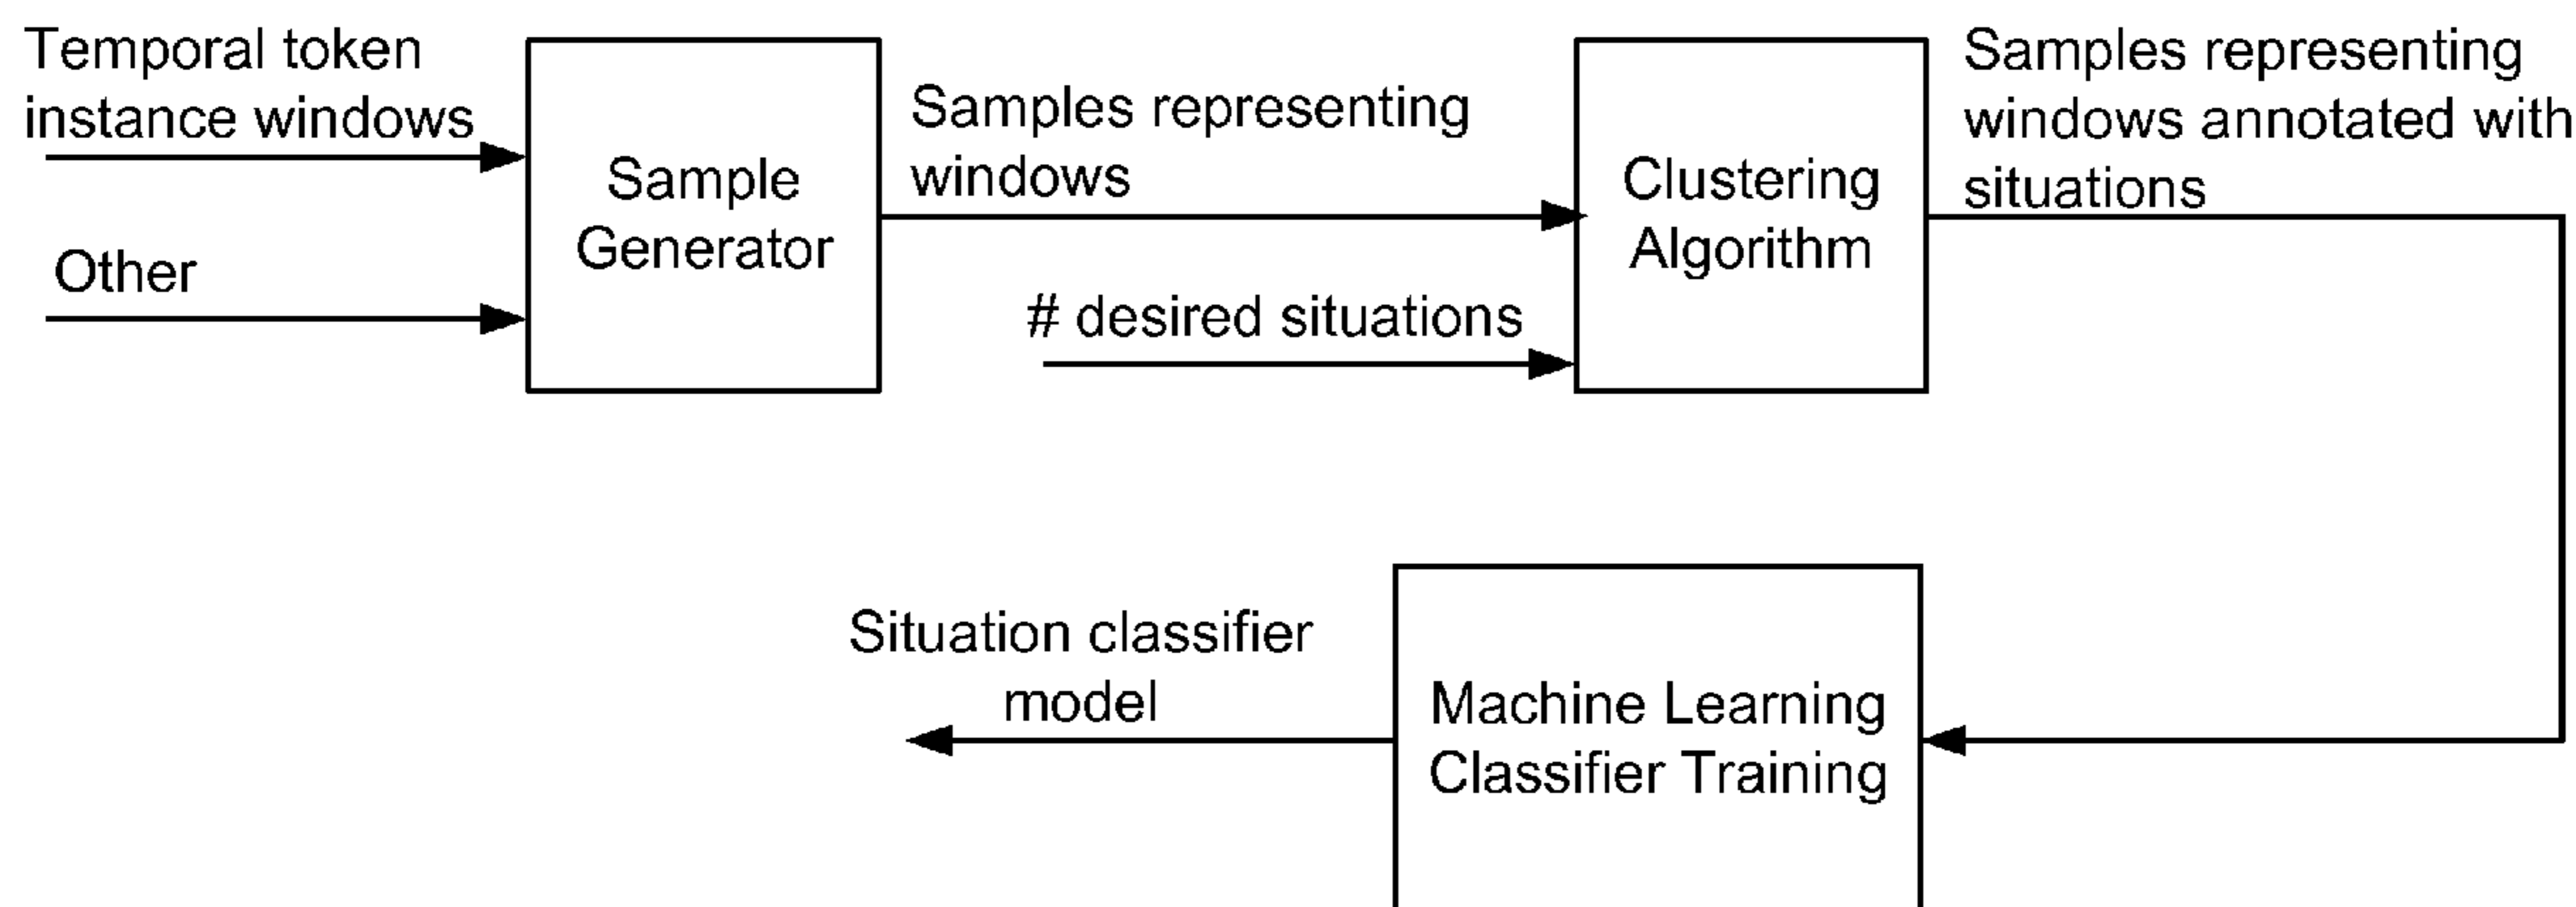 Temporal token
instance windows
Other
Sample
Generator
Samples representing
windows
# desired situations
Clustering
Algorithm
Samples representing
windows annotated with
situations
Situation classifier
model
Machine Learning
Classifier Training